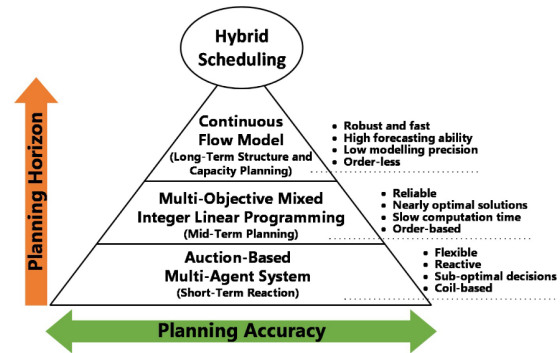 Hybrid
Scheduling
Planning Horizon
Continuous
Flow Model
(Long-Term Structure and
Capacity Planning)
• Robust and fast
• High forecasting ability
• Low modelling precision
• Order-less
Multi-Objective Mixed
Integer Linear Programming
(Mid-Term Planning)
• Reliable
• Nearly optimal solutions
• Slow computation time
• Order-based
Auction-Based
Multi-Agent System
(Short-Term Reaction)
• Flexible
• Reactive
• Sub-optimal decisions
• Coil-based
Planning Accuracy